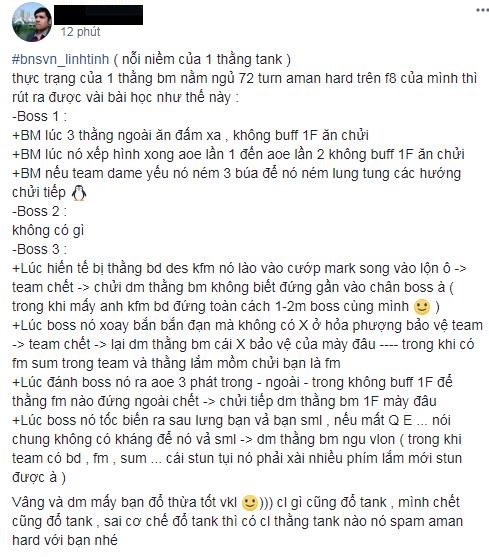 12 phút
#bnsvn_linhtinh ( nỗi niềm của 1 thằng tank )
thực trạng của 1 thằng bm nằm ngủ 72 turn aman hard trên f8 của mình thì
rút ra được vài bài học như thế này :
-Boss 1 :
+BM lúc 3 thằng ngoài ăn đấm xa , không buff 1F ăn chửi
+BM lúc nó xếp hình xong aoe lần 1 đến aoe lần 2 không buff 1F ăn chửi
+BM nếu team dame yếu nó ném 3 búa để nó ném lung tung các hướng
chửi tiếp 🐧
-Boss 2 :
không có gì
-Boss 3 :
+Lúc hiến tế bị thằng bd des kfm nó lào vào cướp mark song vào lộn ô ->
team chết -> chửi dm thằng bm không biết đứng gần vào chân boss à (
trong khi mấy anh kfm bd đứng toàn cách 1-2m boss cùng mình 🙂 )
+Lúc boss nó xoay bắn bắn đạn mà không có X ở hỏa phượng bảo vệ team
-> team chết -> lại dm thằng bm cái X bảo vệ của mày đâu ---- trong khi có
fm sum trong team và thằng lắm mồm chửi bạn là fm
+Lúc đánh boss nó ra aoe 3 phát trong - ngoài - trong không buff 1F để
thằng fm nào đứng ngoài chết -> chửi tiếp dm thằng bm 1F mày đâu
+Lúc boss nó tốc biến ra sau lưng bạn vả bạn sml , nếu mất Q E ... nói
chung không có kháng để nó vả sml -> dm thằng bm ngu vlon ( trong khi
team có bd , fm , sum ... cái stun tụi nó phải xài nhiều phím lắm mới stun
được à )
Vâng và dm mấy bạn đổ thừa tốt vkl 😀))) cl gì cũng đổ tank , mình chết
cũng đổ tank , sai cơ chế đổ tank thì có cl thằng tank nào nó spam aman
hard với bạn nhé